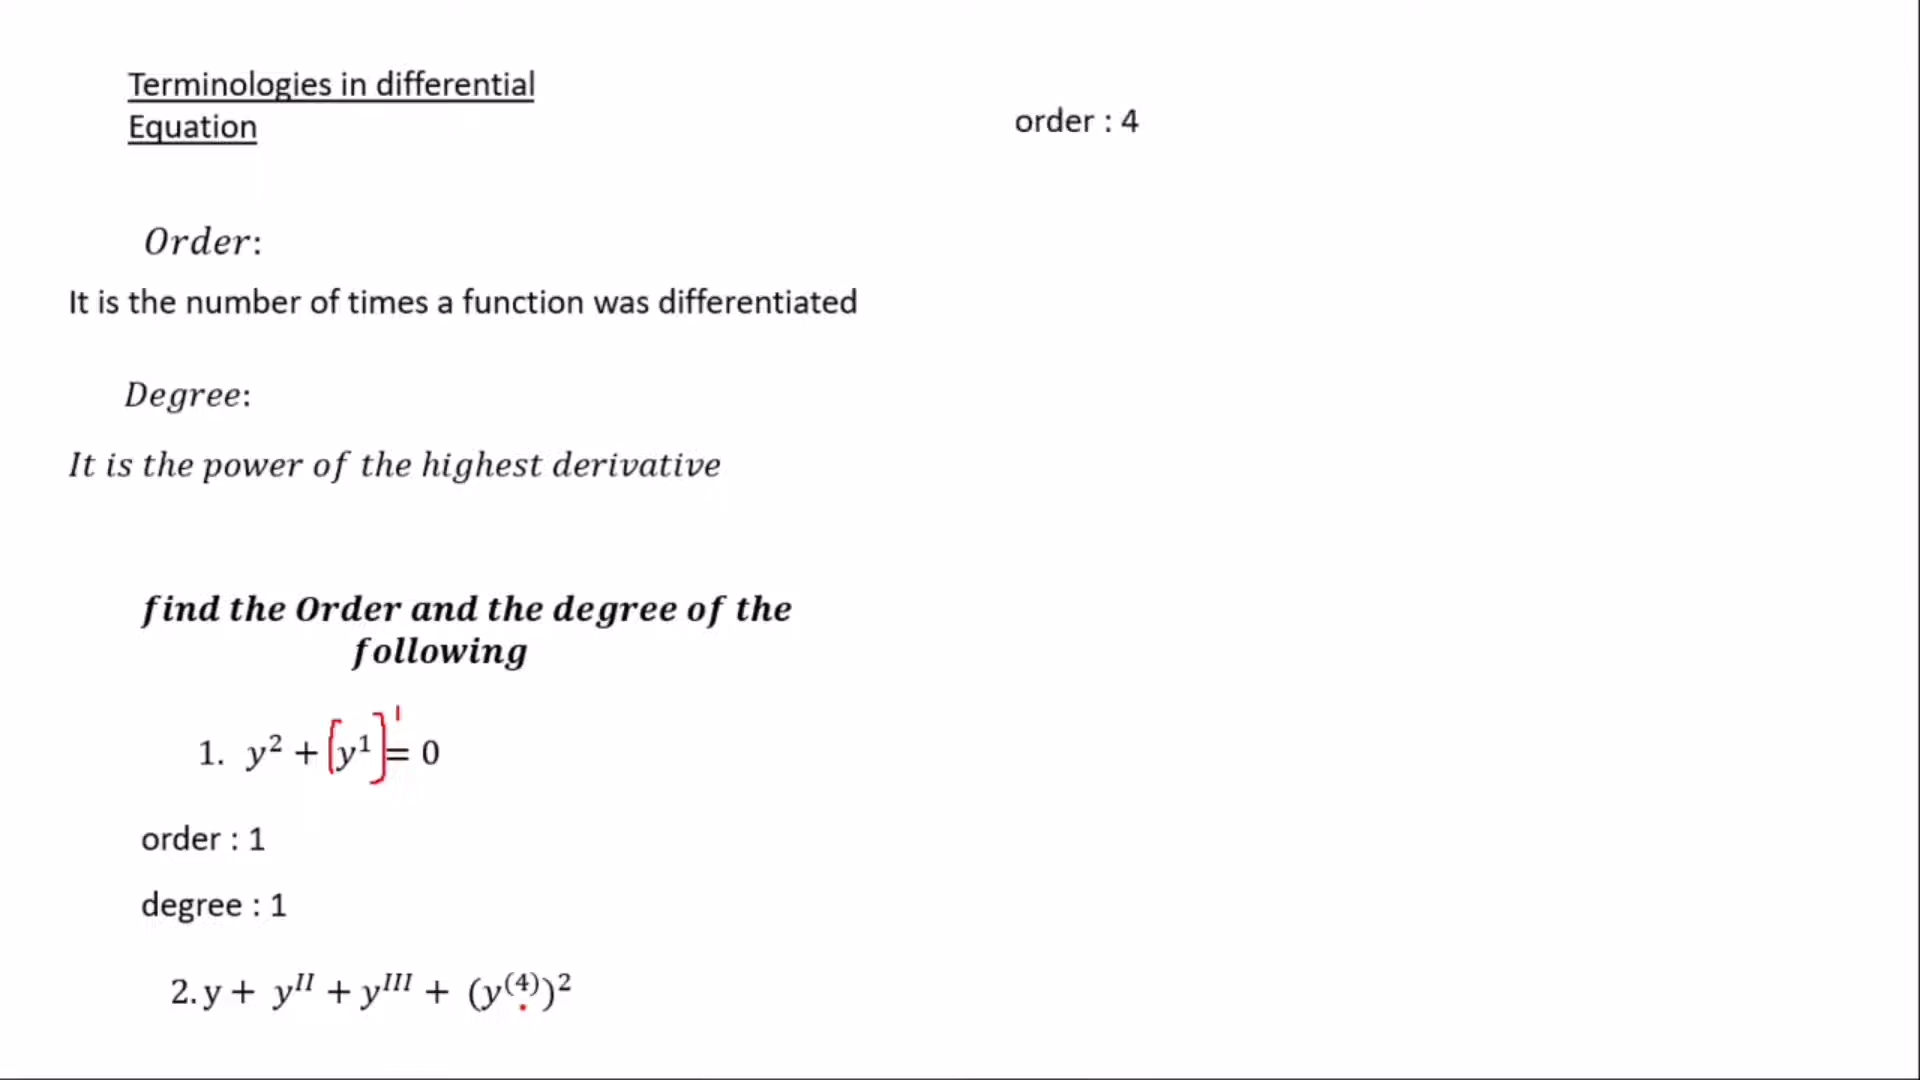 Terminologies in differential
Equation
Order:
It is the number of times a function was differentiated
Degree:
It is the power of the highest derivative
find the Order and the degree of the
following
1. y² + [y¹]' = 0
order : 1
degree : 1
2. y + yᴵᴵ + yᴵᴵᴵ + (y⁽⁴⁾)²
order : 4